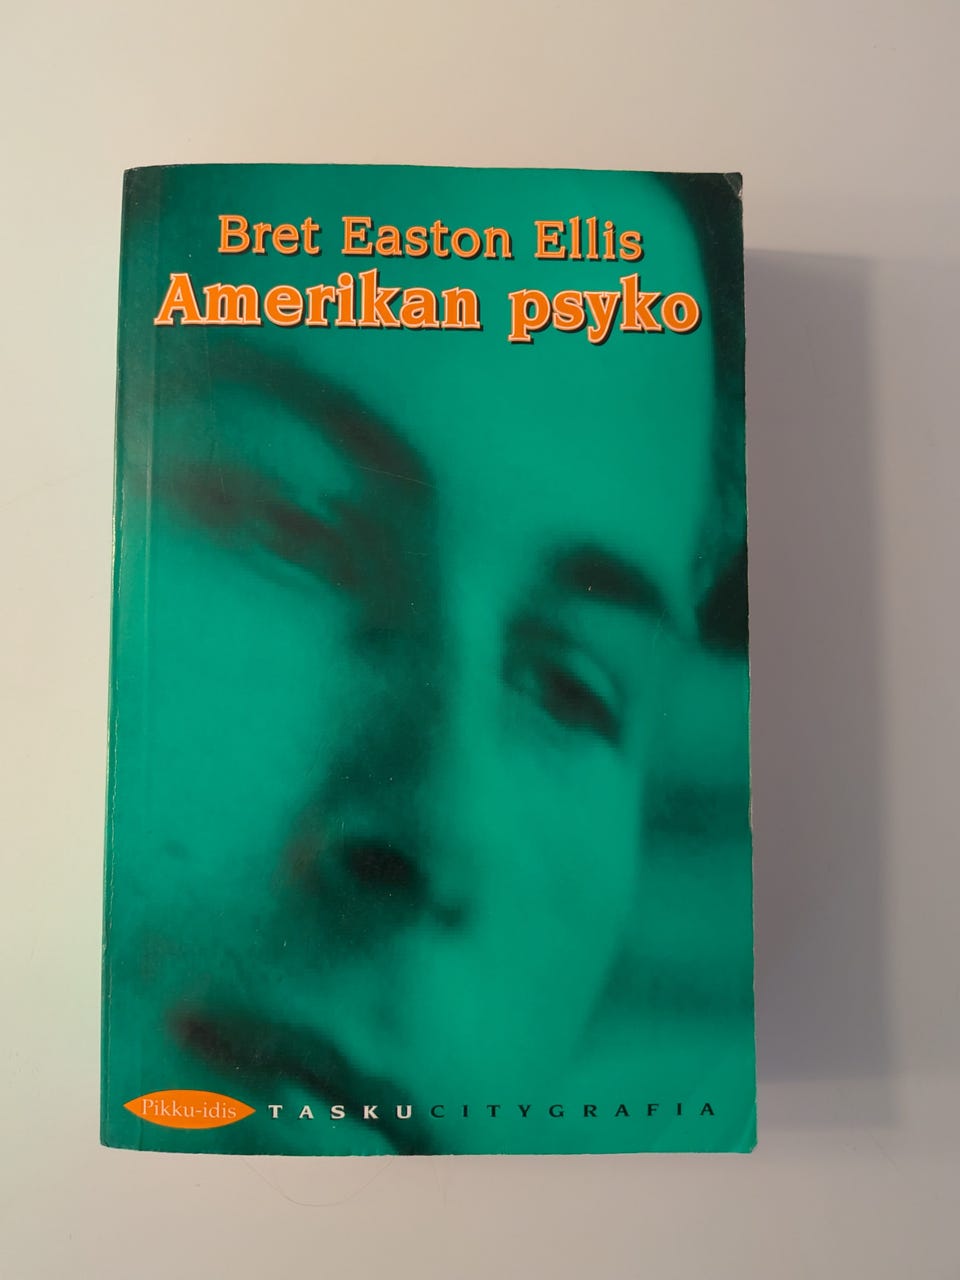 Bret Easton Ellis
Amerikan psyko
Pikku-idis TASKUCITYGRAFIA